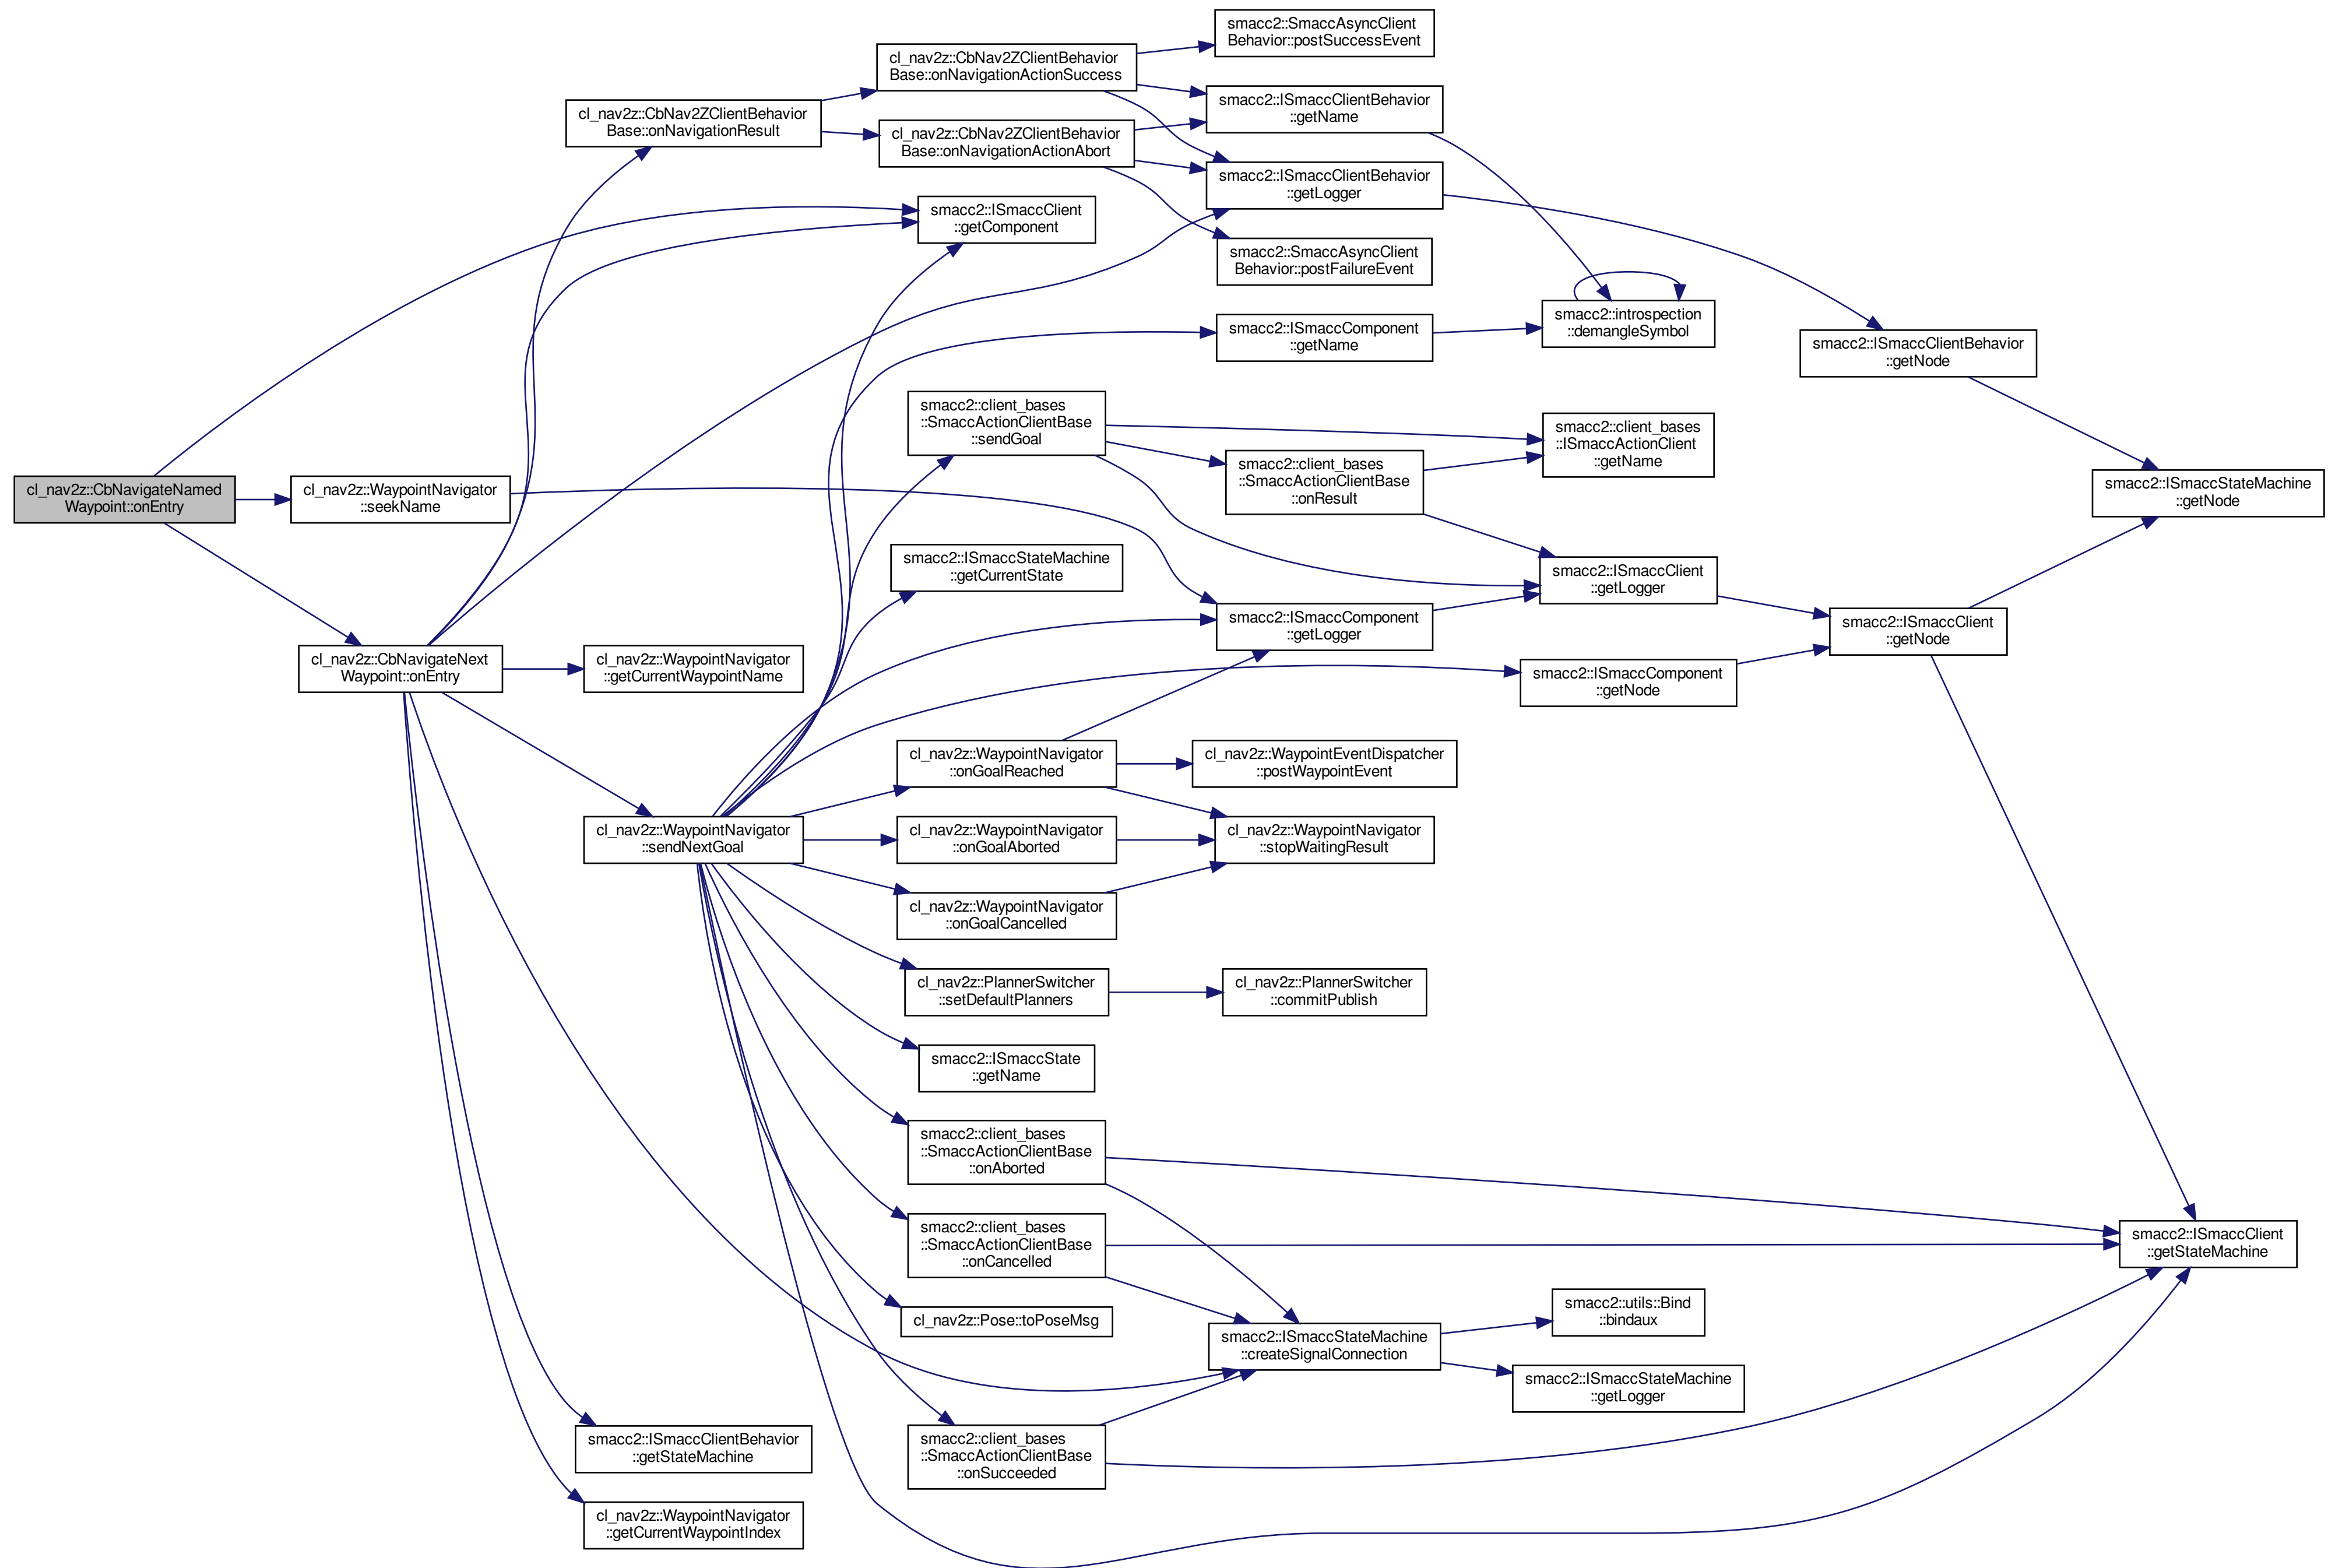 smacc2::SmaccAsyncClient
Behavior::postSuccessEvent
cl_nav2z::CbNav2ZClientBehavior
Base::onNavigationActionSuccess
smacc2::ISmaccClientBehavior
::getName
cl_nav2z::CbNav2ZClientBehavior
Base::onNavigationResult
cl_nav2z::CbNav2ZClientBehavior
Base::onNavigationActionAbort
smacc2::ISmaccClientBehavior
::getLogger
smacc2::ISmaccClient
::getComponent
smacc2::SmaccAsyncClient
Behavior::postFailureEvent
smacc2::introspection
::demangleSymbol
smacc2::ISmaccComponent
::getName
smacc2::ISmaccClientBehavior
::getNode
smacc2::client_bases
::SmaccActionClientBase
::sendGoal
smacc2::client_bases
::ISmaccActionClient
::getName
smacc2::client_bases
::SmaccActionClientBase
::onResult
smacc2::ISmaccStateMachine
::getNode
cl_nav2z::CbNavigateNamed
Waypoint::onEntry
cl_nav2z::WaypointNavigator
::seekName
smacc2::ISmaccStateMachine
::getCurrentState
smacc2::ISmaccClient
::getLogger
smacc2::ISmaccComponent
::getLogger
smacc2::ISmaccClient
::getNode
cl_nav2z::CbNavigateNext
Waypoint::onEntry
cl_nav2z::WaypointNavigator
::getCurrentWaypointName
smacc2::ISmaccComponent
::getNode
cl_nav2z::WaypointNavigator
::onGoalReached
cl_nav2z::WaypointEventDispatcher
::postWaypointEvent
cl_nav2z::WaypointNavigator
::sendNextGoal
cl_nav2z::WaypointNavigator
::onGoalAborted
cl_nav2z::WaypointNavigator
::stopWaitingResult
cl_nav2z::WaypointNavigator
::onGoalCancelled
cl_nav2z::PlannerSwitcher
::setDefaultPlanners
cl_nav2z::PlannerSwitcher
::commitPublish
smacc2::ISmaccState
::getName
smacc2::client_bases
::SmaccActionClientBase
::onAborted
smacc2::client_bases
::SmaccActionClientBase
::onCancelled
smacc2::ISmaccClient
::getStateMachine
cl_nav2z::Pose::toPoseMsg
smacc2::ISmaccStateMachine
::createSignalConnection
smacc2::utils::Bind
::bindaux
smacc2::ISmaccStateMachine
::getLogger
smacc2::ISmaccClientBehavior
::getStateMachine
smacc2::client_bases
::SmaccActionClientBase
::onSucceeded
cl_nav2z::WaypointNavigator
::getCurrentWaypointIndex